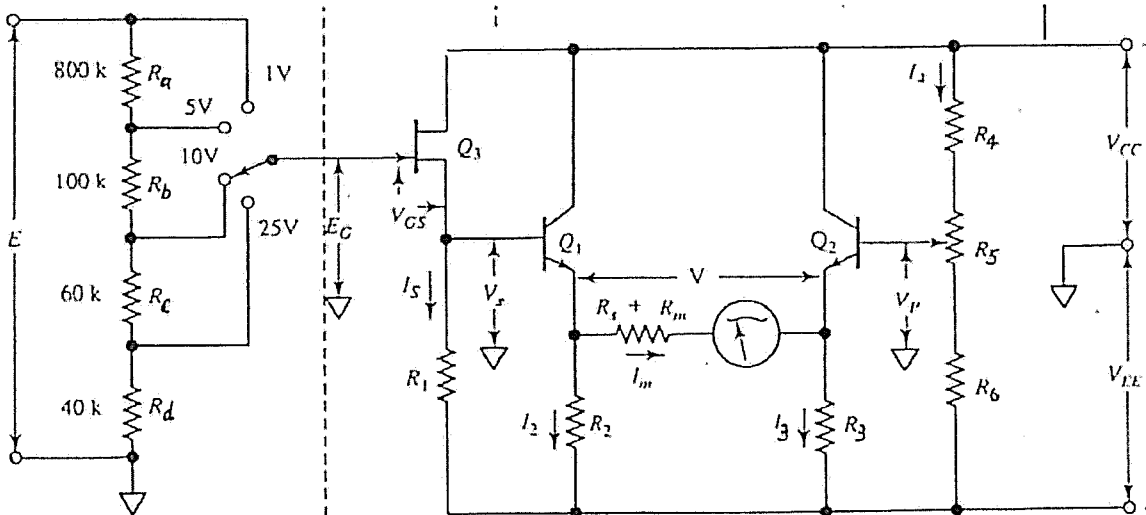 800 k R_a
1V
5V
10V
100 k R_b
25V
E
60 k R_c
40 k R_d
E_G
V_GS
Q_3
I_S
R_1
V_s
Q_1
V
Q_2
R_s + R_m
I_m
I_2 R_2
I_3 R_3
V_P
R_4
R_5
R_6
V_CC
V_EE